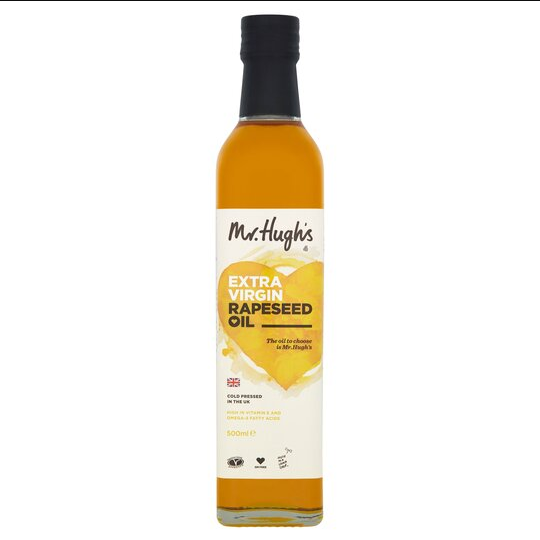 Mr.Hugh's
EXTRA
VIRGIN
RAPESEED
OIL
The oil to choose
is Mr.Hugh's
COLD PRESSED
IN THE UK
HIGH IN VITAMIN E AND
OMEGA-3 FATTY ACIDS
500ml e